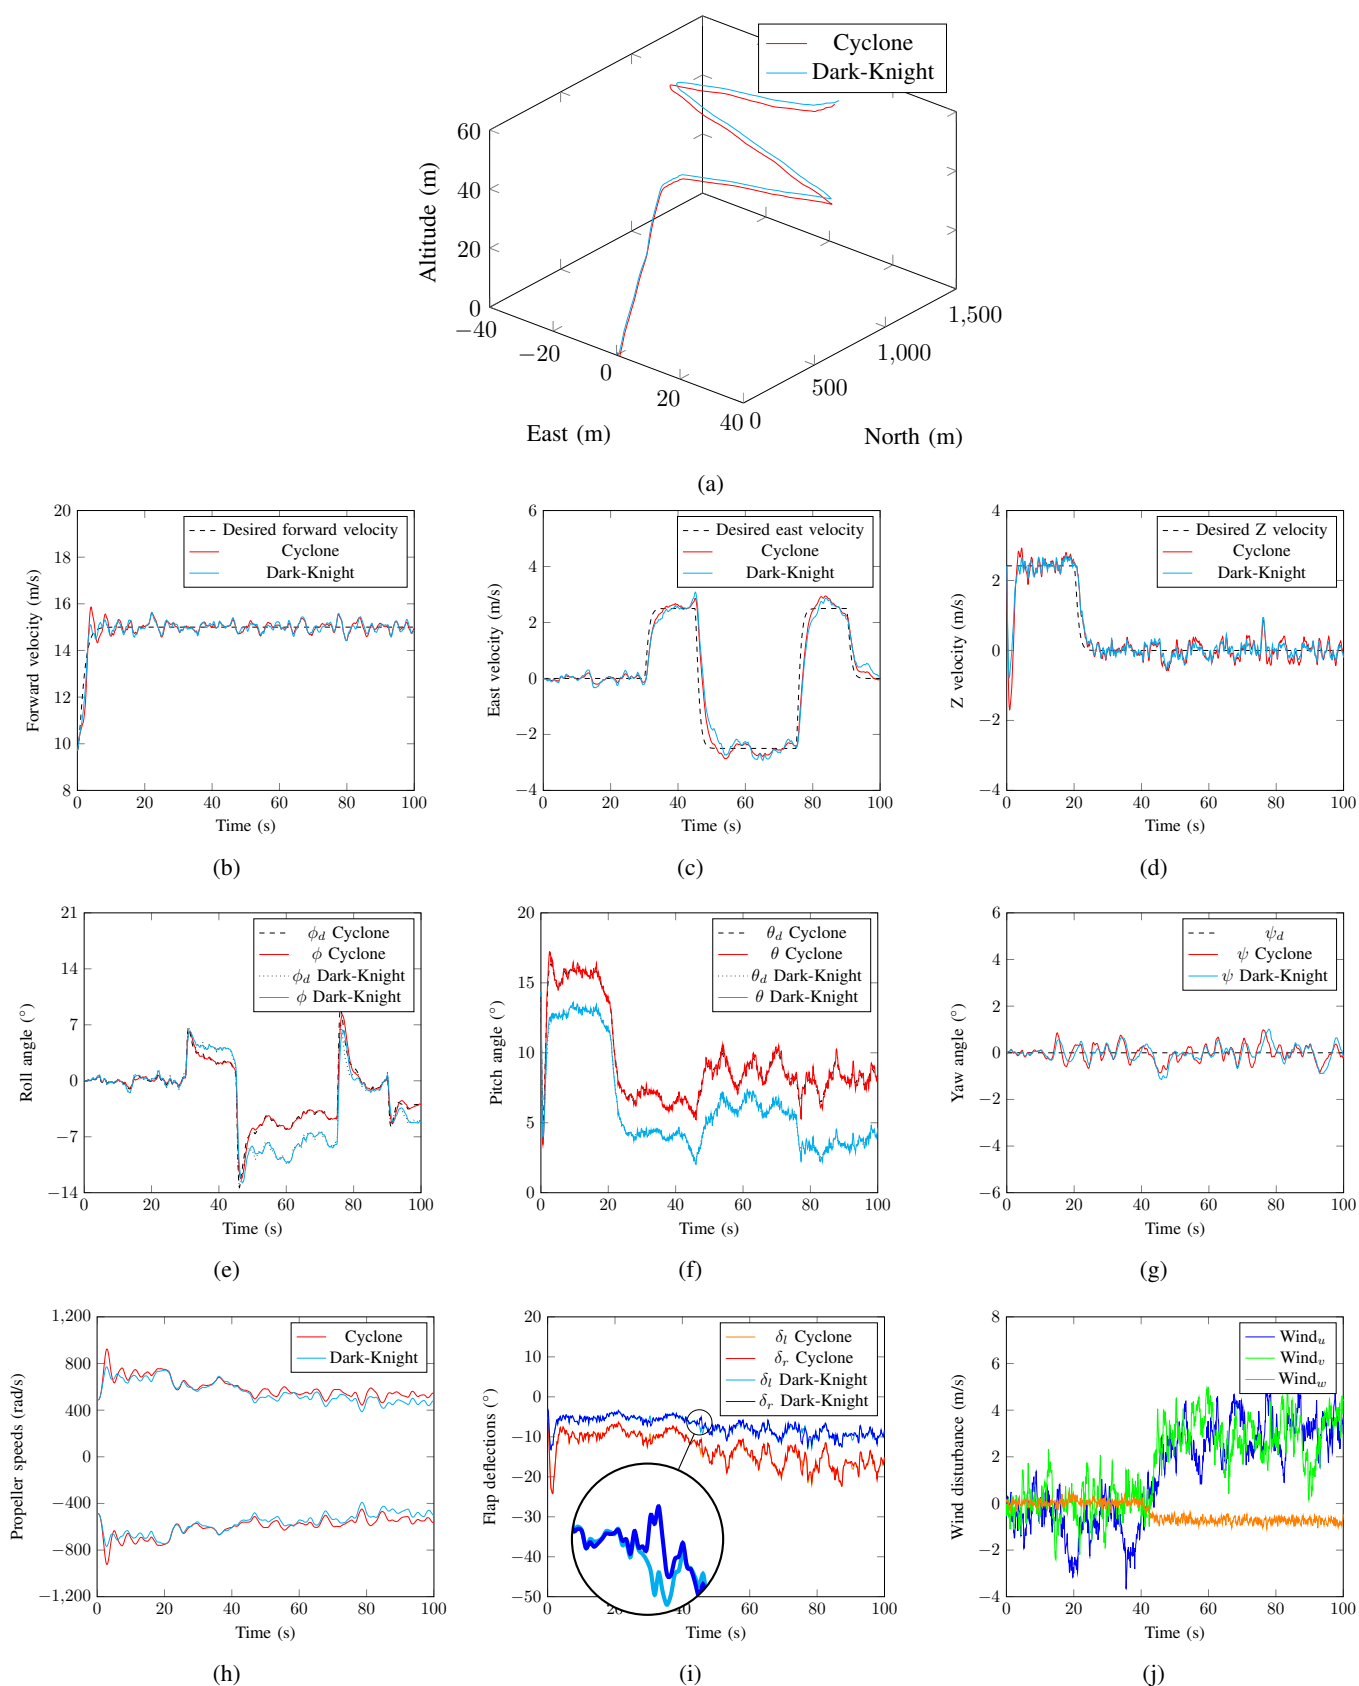 Cyclone
Dark-Knight
60
40
20
0
Altitude (m)
−40
−20
0
20
40
East (m)
0
500
1,000
1,500
North (m)
(a)
20
18
16
14
12
10
8
Forward velocity (m/s)
Desired forward velocity
Cyclone
Dark-Knight
0 20 40 60 80 100
Time (s)
(b)
6
4
2
0
−2
−4
East velocity (m/s)
Desired east velocity
Cyclone
Dark-Knight
0 20 40 60 80 100
Time (s)
(c)
4
2
0
−2
−4
Z velocity (m/s)
Desired Z velocity
Cyclone
Dark-Knight
0 20 40 60 80 100
Time (s)
(d)
21
14
7
0
−7
−14
Roll angle (°)
ϕ_d Cyclone
ϕ Cyclone
ϕ_d Dark-Knight
ϕ Dark-Knight
0 20 40 60 80 100
Time (s)
(e)
20
15
10
5
0
Pitch angle (°)
θ_d Cyclone
θ Cyclone
θ_d Dark-Knight
θ Dark-Knight
0 20 40 60 80 100
Time (s)
(f)
6
4
2
0
−2
−4
−6
Yaw angle (°)
ψ_d
ψ Cyclone
ψ Dark-Knight
0 20 40 60 80 100
Time (s)
(g)
1,200
800
400
0
−400
−800
−1,200
Propeller speeds (rad/s)
Cyclone
Dark-Knight
0 20 40 60 80 100
Time (s)
(h)
20
10
0
−10
−20
−30
−40
−50
Flap deflections (°)
δ_l Cyclone
δ_r Cyclone
δ_l Dark-Knight
δ_r Dark-Knight
0 20 40 60 80 100
Time (s)
(i)
8
6
4
2
0
−2
−4
Wind disturbance (m/s)
Wind_u
Wind_v
Wind_w
0 20 40 60 80 100
Time (s)
(j)